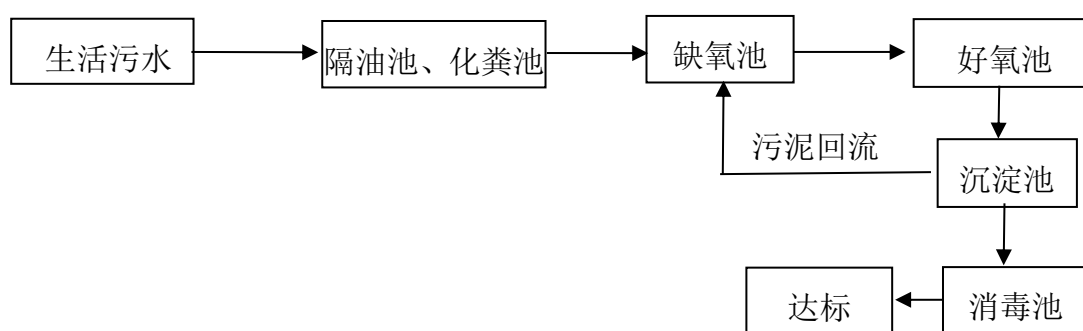 生活污水
隔油池、化粪池
缺氧池
好氧池
污泥回流
沉淀池
达标
消毒池